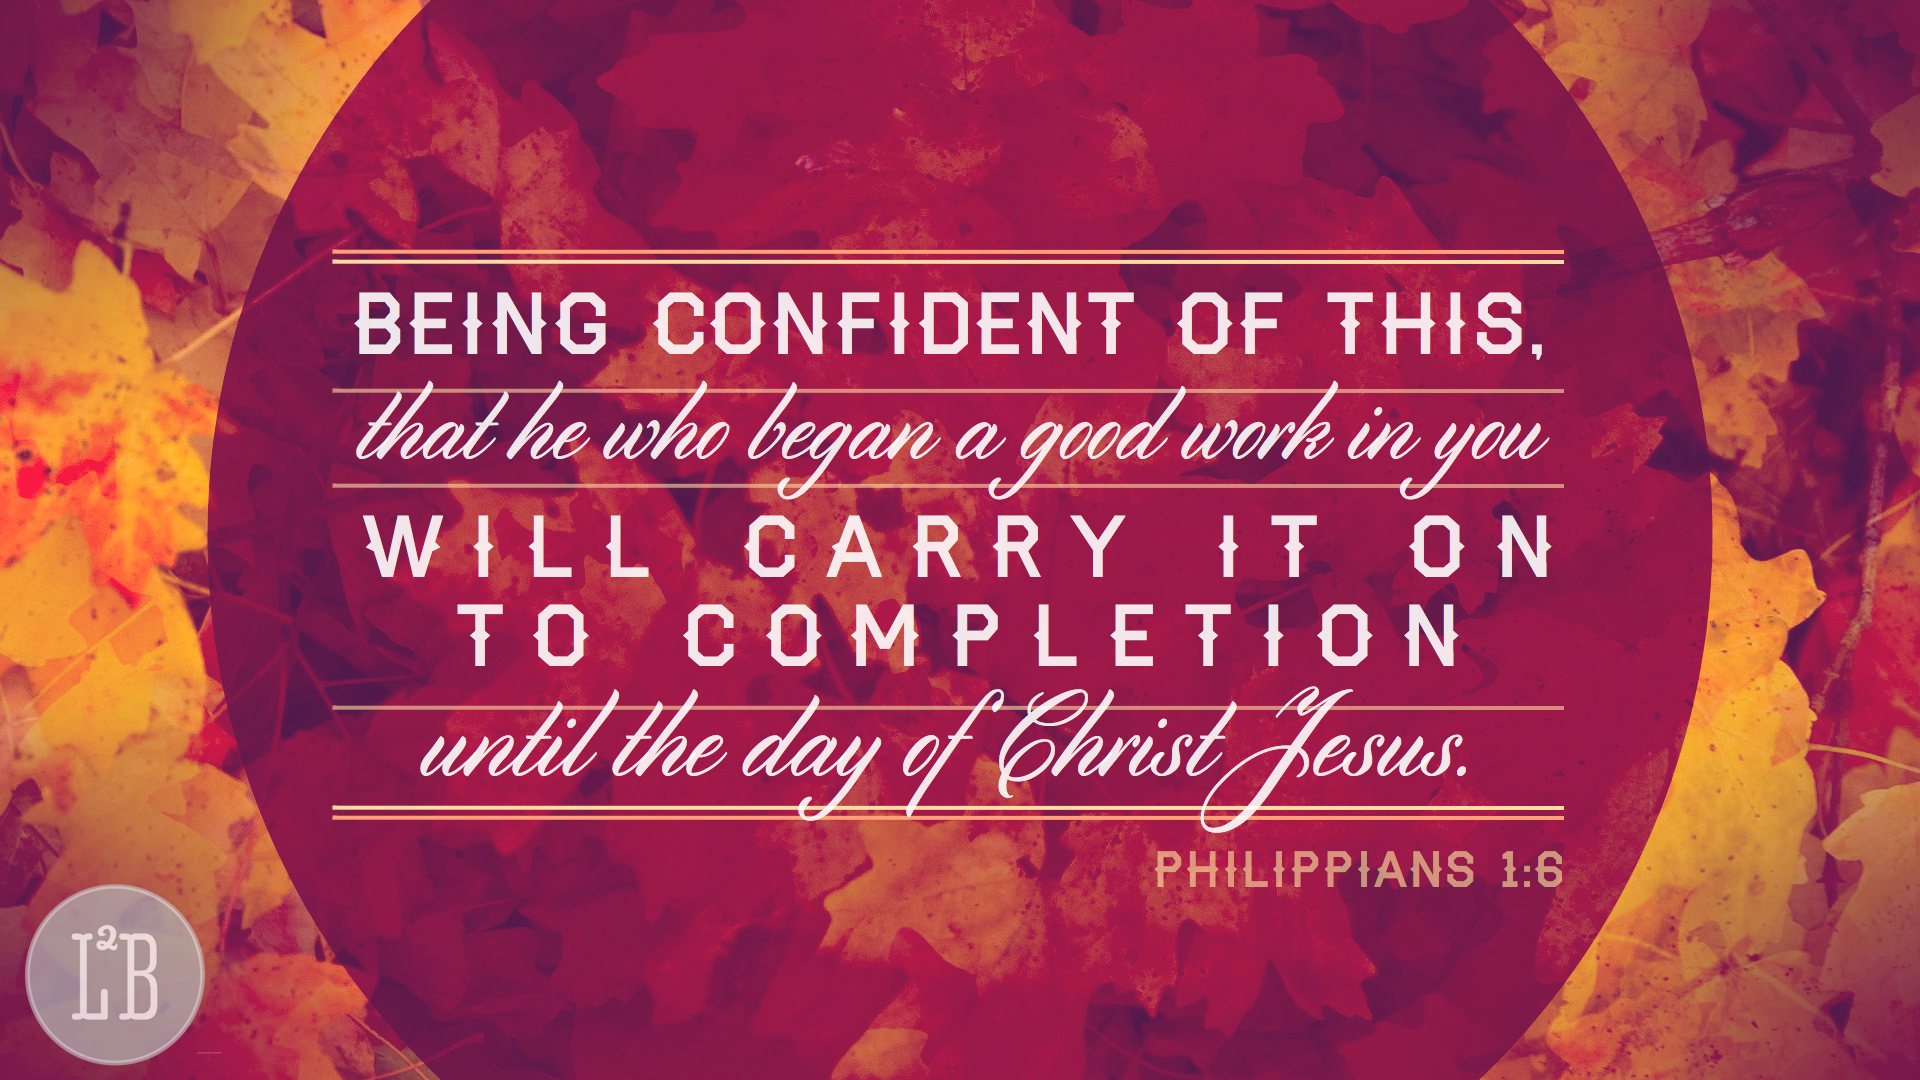 BEING CONFIDENT OF THIS,
that he who began a good work in you
WILL CARRY IT ON
TO COMPLETION
until the day of Christ Jesus.
PHILIPPIANS 1:6
L2B